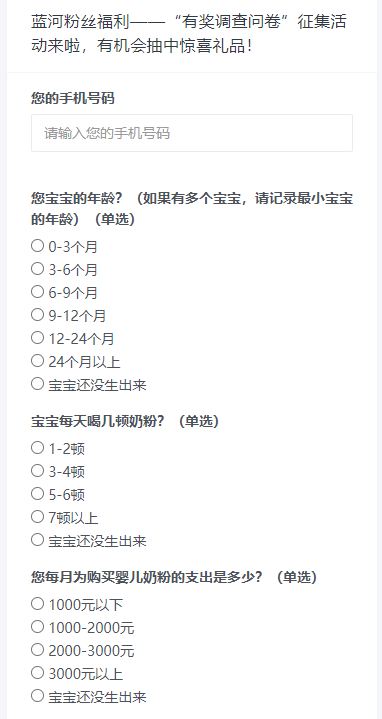 蓝河粉丝福利——“有奖调查问卷”征集活
动来啦，有机会抽中惊喜礼品！
您的手机号码
请输入您的手机号码
您宝宝的年龄？（如果有多个宝宝，请记录最小宝宝
的年龄）（单选）
0-3个月
3-6个月
6-9个月
9-12个月
12-24个月
24个月以上
宝宝还没生出来
宝宝每天喝几顿奶粉？（单选）
1-2顿
3-4顿
5-6顿
7顿以上
宝宝还没生出来
您每月为购买婴儿奶粉的支出是多少？（单选）
1000元以下
1000-2000元
2000-3000元
3000元以上
宝宝还没生出来